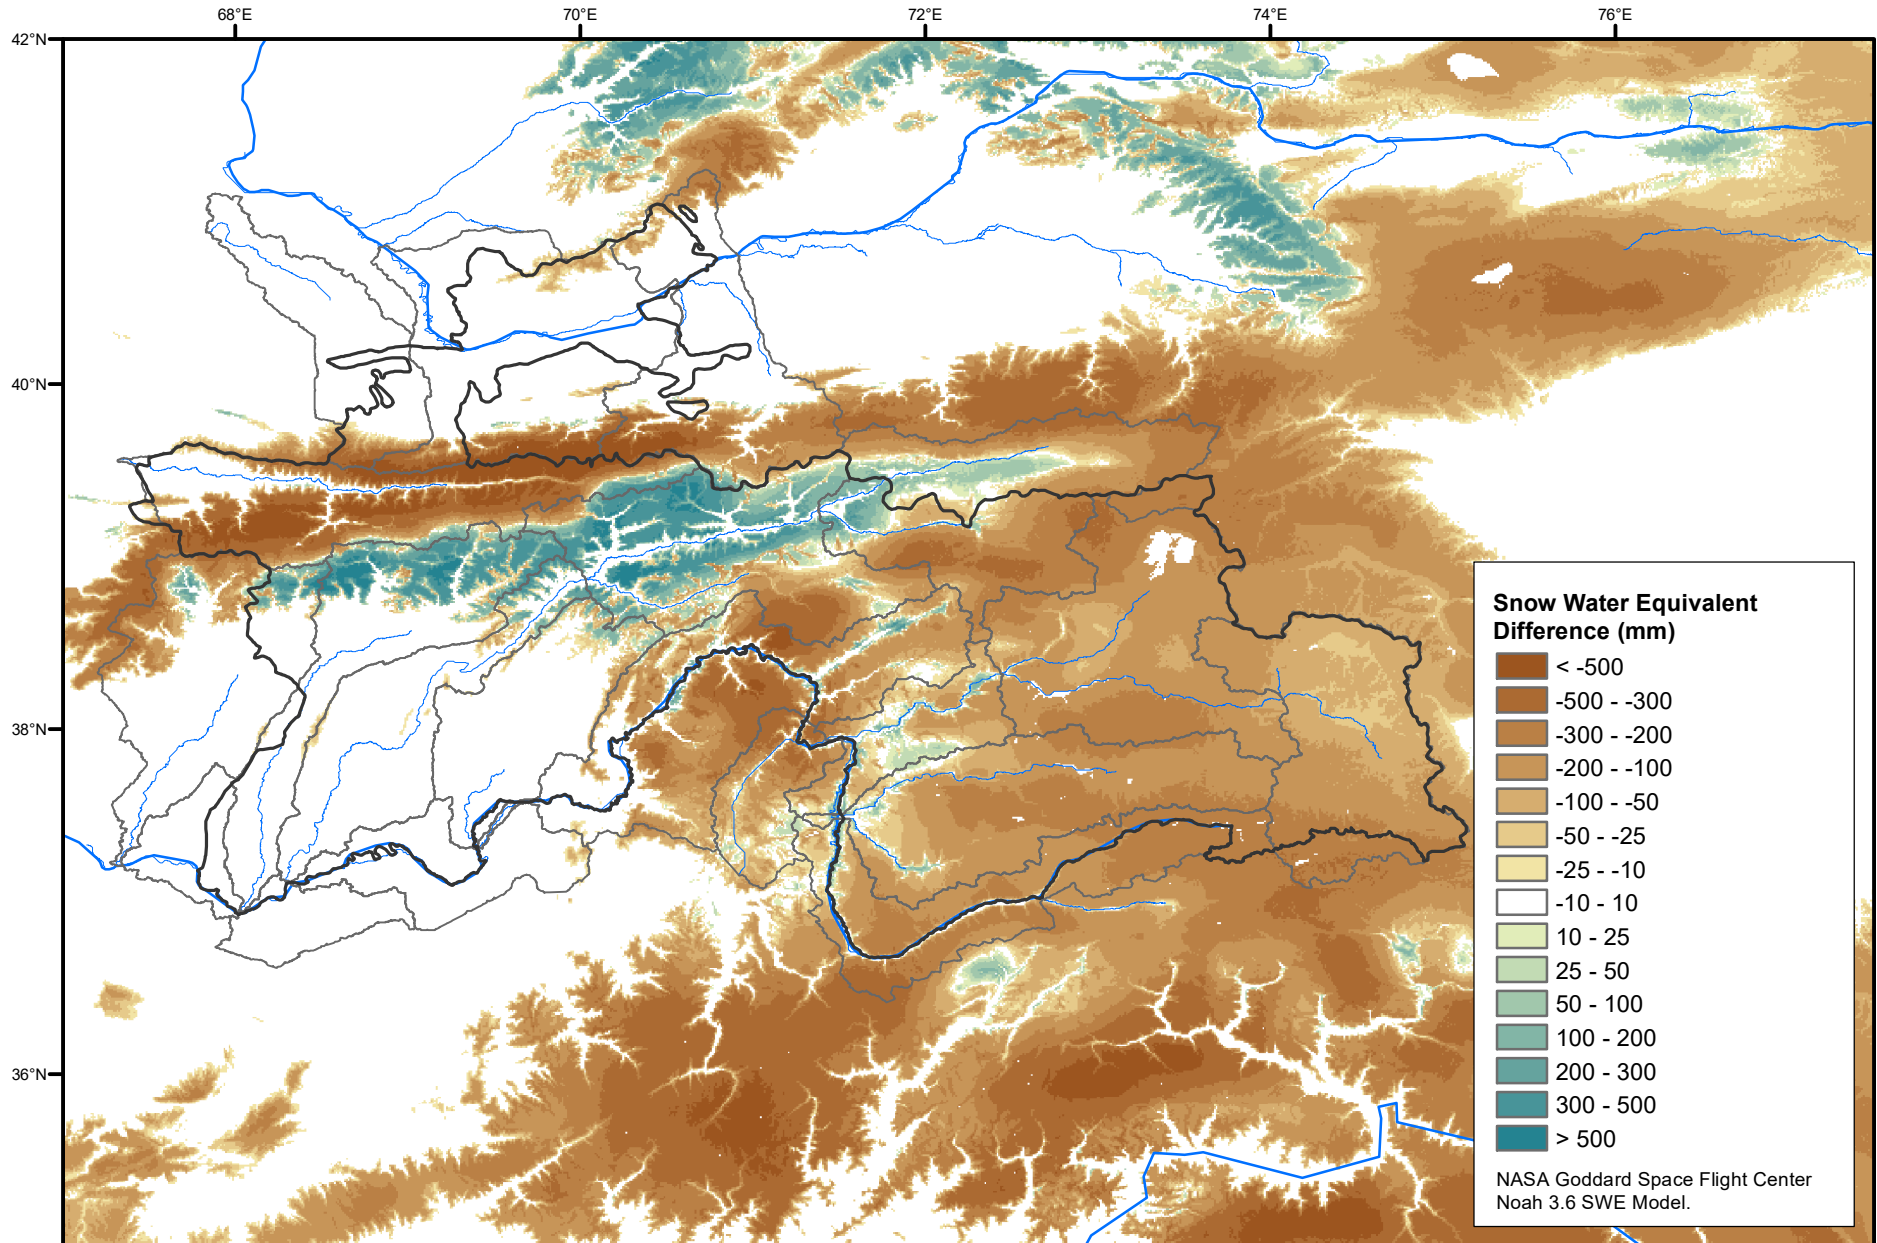 68°E 70°E 72°E 74°E 76°E
42°N
40°N
38°N
36°N
Snow Water Equivalent
Difference (mm)
< -500
-500 - -300
-300 - -200
-200 - -100
-100 - -50
-50 - -25
-25 - -10
-10 - 10
10 - 25
25 - 50
50 - 100
100 - 200
200 - 300
300 - 500
> 500
NASA Goddard Space Flight Center
Noah 3.6 SWE Model.